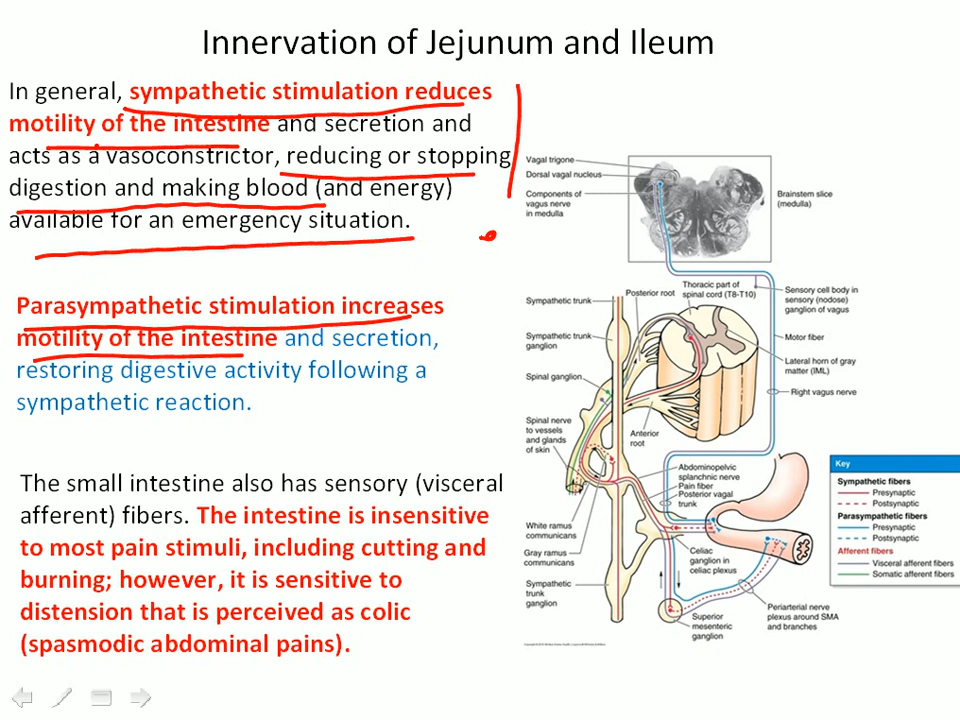 Innervation of Jejunum and Ileum
In general, sympathetic stimulation reduces
motility of the intestine and secretion and
acts as a vasoconstrictor, reducing or stopping
digestion and making blood (and energy)
available for an emergency situation.
Parasympathetic stimulation increases
motility of the intestine and secretion,
restoring digestive activity following a
sympathetic reaction.
The small intestine also has sensory (visceral
afferent) fibers. The intestine is insensitive
to most pain stimuli, including cutting and
burning; however, it is sensitive to
distension that is perceived as colic
(spasmodic abdominal pains).
Vagal trigone
Dorsal vagal nucleus
Components of
vagus nerve
in medulla
Brainstem slice
(medulla)
Posterior root
Thoracic part of
spinal cord (T8-T10)
Sensory cell body in
sensory (nodose)
ganglion of vagus
Sympathetic trunk
Sympathetic trunk
ganglion
Motor fiber
Lateral horn of gray
matter (IML)
Spinal ganglion
Right vagus nerve
Spinal nerve
to vessels
and glands
of skin
Anterior
root
Abdominopelvic
splanchnic nerve
Pain fiber
Posterior vagal
trunk
White ramus
communicans
Gray ramus
communicans
Celiac
ganglion in
celiac plexus
Sympathetic
trunk
ganglion
Superior
mesenteric
ganglion
Periarterial nerve
plexus around SMA
and branches
Key
Sympathetic fibers
Presynaptic
Postsynaptic
Parasympathetic fibers
Presynaptic
Postsynaptic
Afferent fibers
Visceral afferent fibers
Somatic afferent fibers